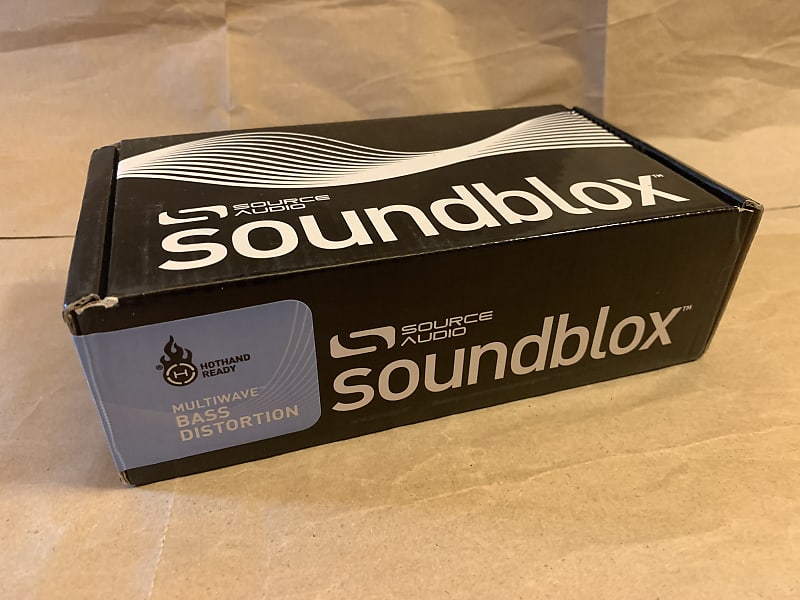 SOURCE
AUDIO
soundblox™
HOTHAND
READY
MULTIWAVE™
BASS
DISTORTION
SOURCE
AUDIO
soundblox™